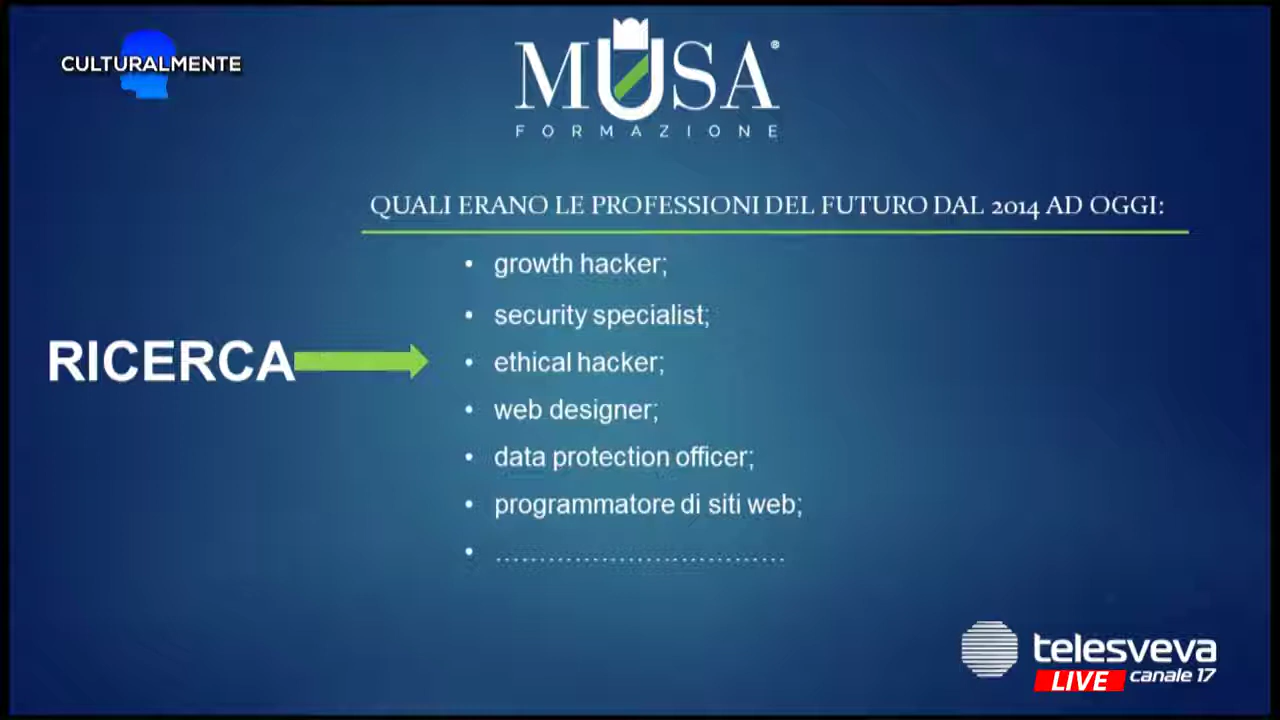 CULTURALMENTE
MUSA®
FORMAZIONE
QUALI ERANO LE PROFESSIONI DEL FUTURO DAL 2014 AD OGGI:
• growth hacker;
• security specialist;
RICERCA
• ethical hacker;
• web designer;
• data protection officer;
• programmatore di siti web;
• ................................
telesveva
LIVE canale 17